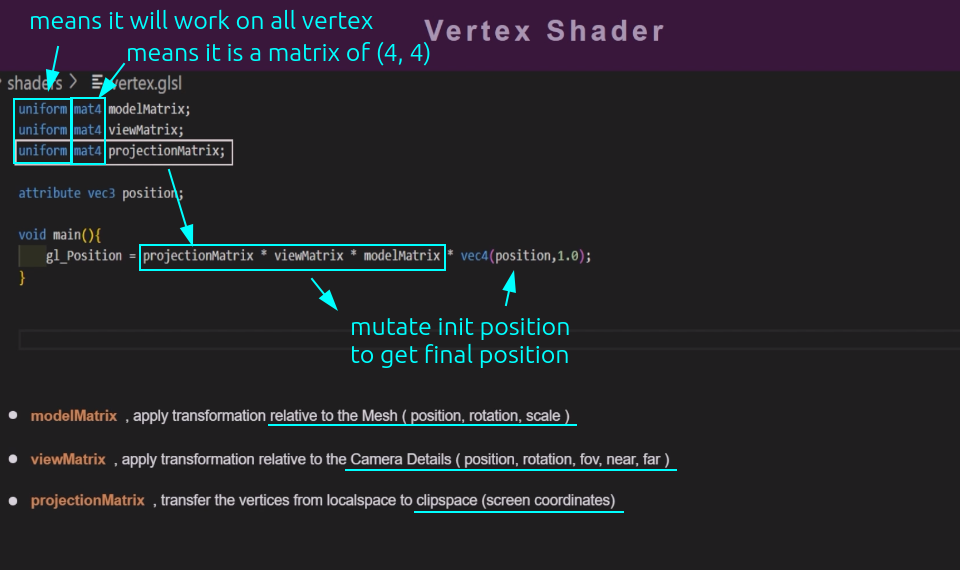 means it will work on all vertex
Vertex Shader
means it is a matrix of (4, 4)
shaders > vertex.glsl
uniform mat4 modelMatrix;
uniform mat4 viewMatrix;
uniform mat4 projectionMatrix;
attribute vec3 position;
void main(){
gl_Position = projectionMatrix * viewMatrix * modelMatrix * vec4(position,1.0);
}
mutate init position
to get final position
modelMatrix , apply transformation relative to the Mesh ( position, rotation, scale )
viewMatrix , apply transformation relative to the Camera Details ( position, rotation, fov, near, far )
projectionMatrix , transfer the vertices from localspace to clipspace (screen coordinates)